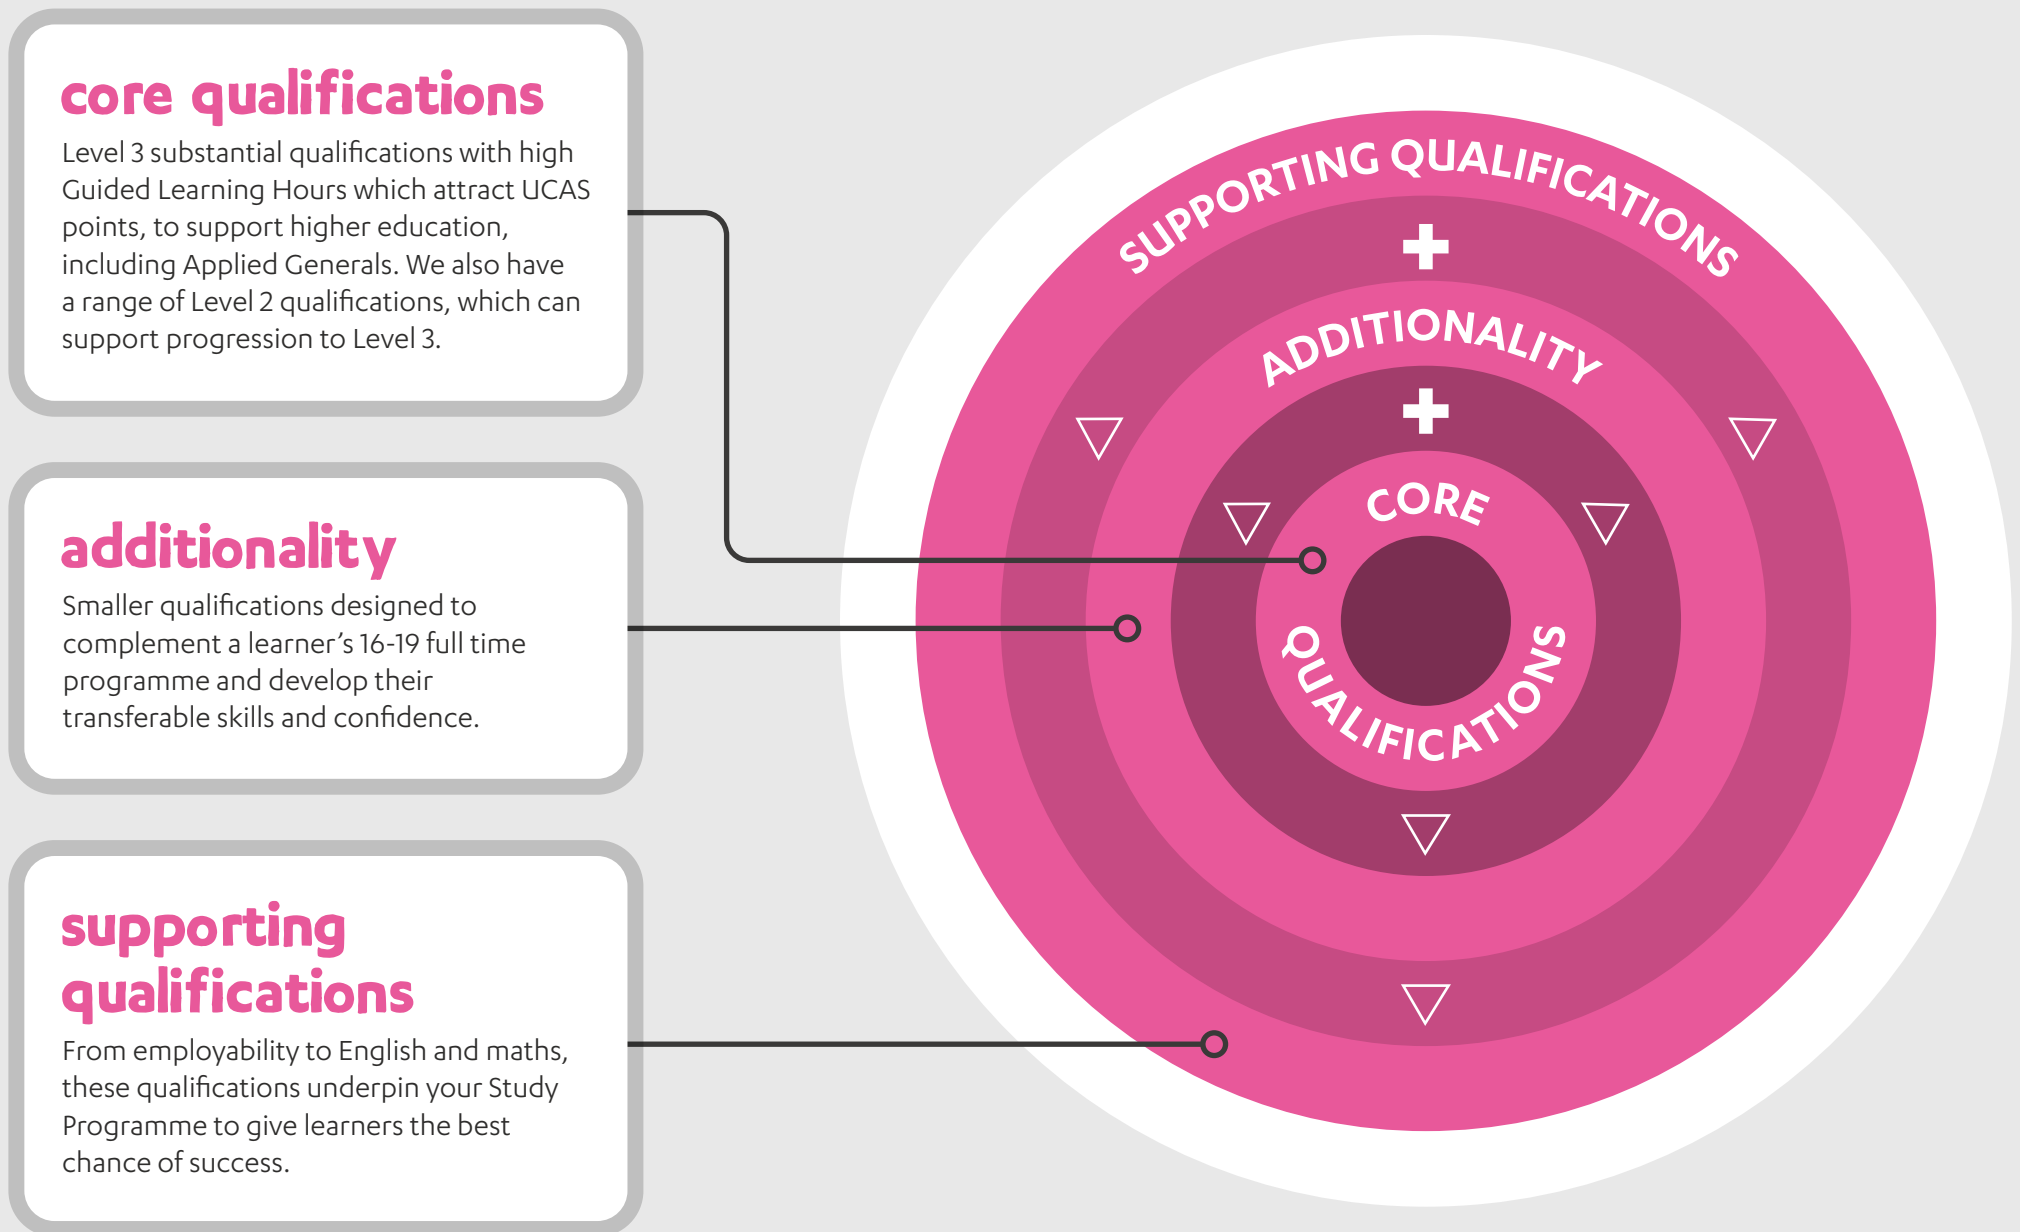 core qualifications
Level 3 substantial qualifications with high
Guided Learning Hours which attract UCAS
points, to support higher education,
including Applied Generals. We also have
a range of Level 2 qualifications, which can
support progression to Level 3.
additionality
Smaller qualifications designed to
complement a learner’s 16-19 full time
programme and develop their
transferable skills and confidence.
supporting
qualifications
From employability to English and maths,
these qualifications underpin your Study
Programme to give learners the best
chance of success.
SUPPORTING QUALIFICATIONS
ADDITIONALITY
CORE
QUALIFICATIONS